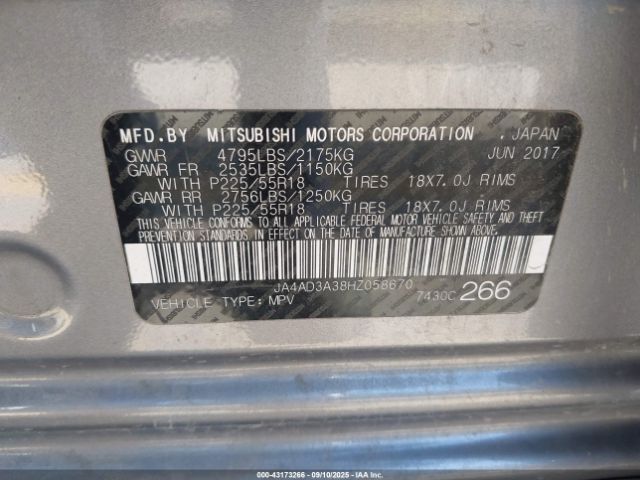 MFD.BY MITSUBISHI MOTORS CORPORATION , JAPAN
GVWR 4795LBS/2175KG JUN 2017
GAWR FR 2535LBS/1150KG
WITH P225/55R18 TIRES 18X7.0J RIMS
GAWR RR 2756LBS/1250KG
WITH P225/55R18 TIRES 18X7.0J RIMS
THIS VEHICLE CONFORMS TO ALL APPLICABLE FEDERAL MOTOR VEHICLE SAFETY AND THEFT
PREVENTION STANDARDS IN EFFECT ON THE DATE OF MANUFACTURE SHOWN ABOVE.
JA4AD3A38HZ058670
VEHICLE TYPE: MPV 7430C 266
000-43173266 - 09/10/2025 - IAA, INC.